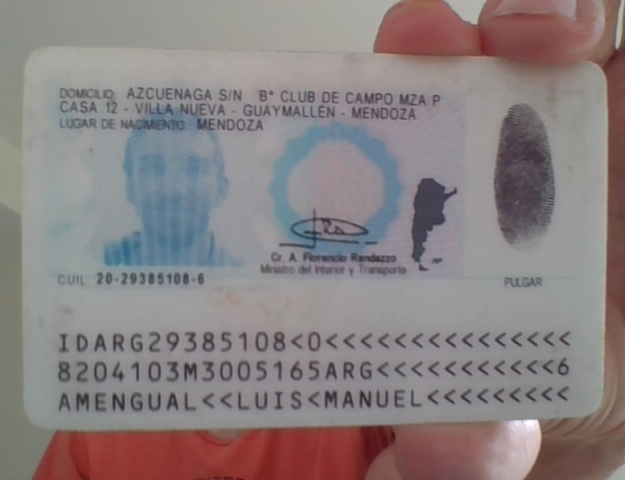 DOMICILIO: AZCUENAGA S/N B° CLUB DE CAMPO MZA P
CASA 12 - VILLA NUEVA - GUAYMALLÉN - MENDOZA
LUGAR DE NACIMIENTO: MENDOZA
Cr. A. Florencio Randazzo
Ministro del Interior y Transporte
CUIL 20-29385108-6
PULGAR
IDARG29385108<0<<<<<<<<<<<<<<<
8204103M3005165ARG<<<<<<<<<<<6
AMENGUAL<<LUIS<MANUEL<<<<<<<<<